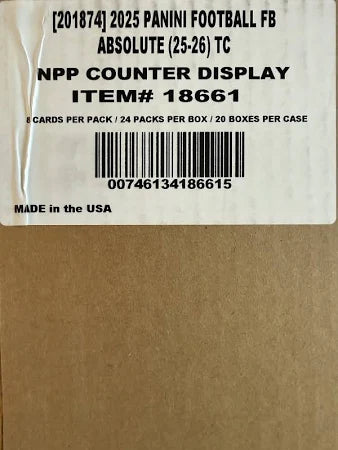 [201874] 2025 PANINI FOOTBALL FB
ABSOLUTE (25-26) TC
NPP COUNTER DISPLAY
ITEM# 18661
8 CARDS PER PACK / 24 PACKS PER BOX / 20 BOXES PER CASE
00746134186615
MADE in the USA